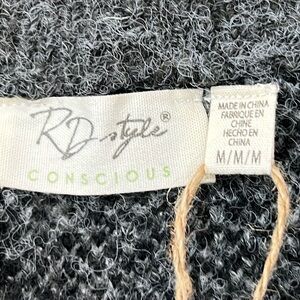 RD style®
CONSCIOUS
MADE IN CHINA
FABRIQUÉ EN
CHINE
HECHO EN
CHINA
M/M/M